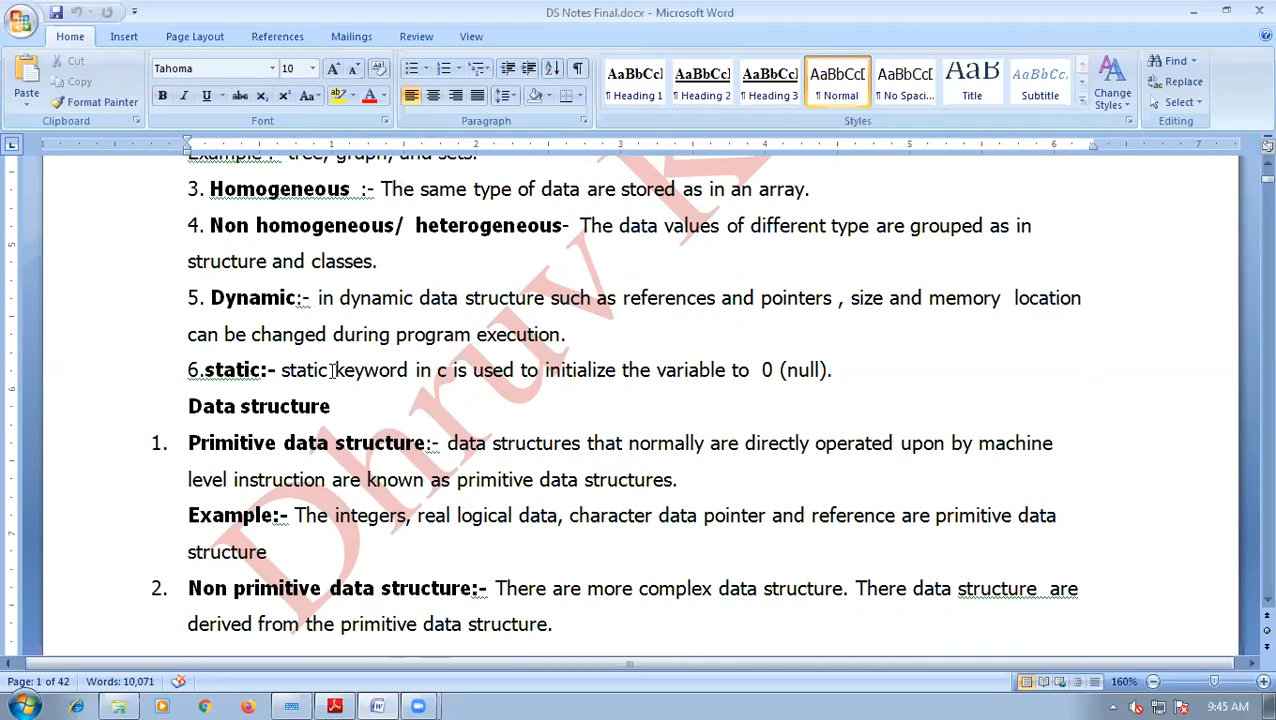 DS Notes Final.docx - Microsoft Word
Home Insert Page Layout References Mailings Review View
Paste Cut Copy Format Painter Clipboard
Tahoma 10 Font
Paragraph
AaBbCcI ¶ Heading 1 AaBbCcI ¶ Heading 2 AaBbCcI ¶ Heading 3 AaBbCcD ¶ Normal AaBbCcD ¶ No Spaci... AaB Title AaBbCcD Subtitle Change Styles Styles
Find Replace Select Editing
Example :- tree, graph, and sets.
3. Homogeneous :- The same type of data are stored as in an array.
4. Non homogeneous/ heterogeneous- The data values of different type are grouped as in
structure and classes.
5. Dynamic:- in dynamic data structure such as references and pointers , size and memory location
can be changed during program execution.
6.static:- static keyword in c is used to initialize the variable to 0 (null).
Data structure
1. Primitive data structure:- data structures that normally are directly operated upon by machine
level instruction are known as primitive data structures.
Example:- The integers, real logical data, character data pointer and reference are primitive data
structure
2. Non primitive data structure:- There are more complex data structure. There data structure are
derived from the primitive data structure.
Dhruv K
Page: 1 of 42 Words: 10,071 160%
9:45 AM